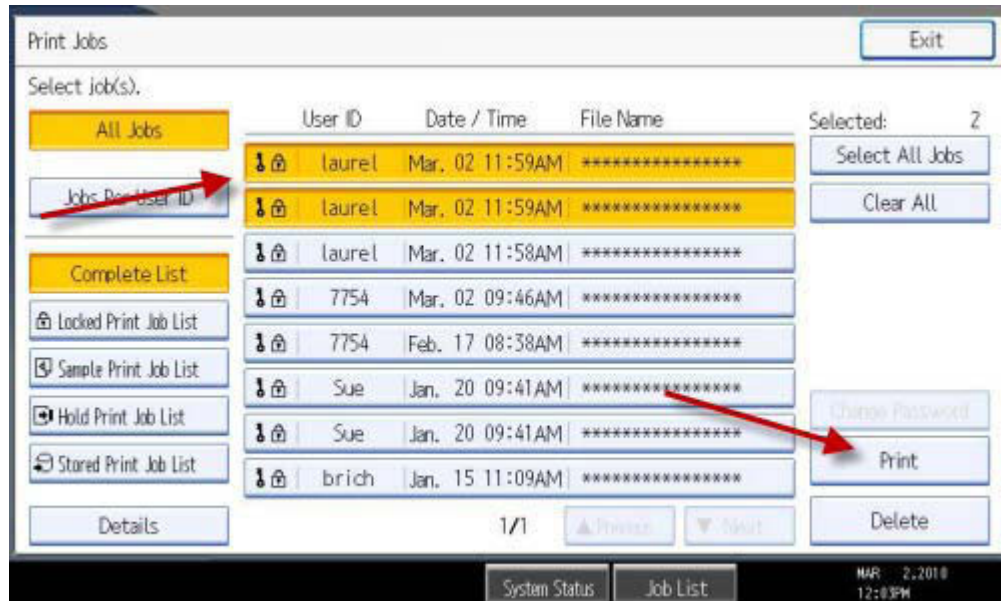 Print Jobs
Exit
Select job(s).
All Jobs
Jobs Per User ID
Complete List
Locked Print Job List
Sample Print Job List
Hold Print Job List
Stored Print Job List
Details
User ID Date / Time File Name
laurel Mar. 02 11:59AM ****************
laurel Mar. 02 11:59AM ****************
laurel Mar. 02 11:58AM ****************
7754 Mar. 02 09:46AM ****************
7754 Feb. 17 08:38AM ****************
Sue Jan. 20 09:41AM ****************
Sue Jan. 20 09:41AM ****************
brich Jan. 15 11:09AM ****************
1/1 ▲ Previous ▼ Next
Selected: 2
Select All Jobs
Clear All
Change Password
Print
Delete
System Status Job List
MAR 2.2010
12:03PM